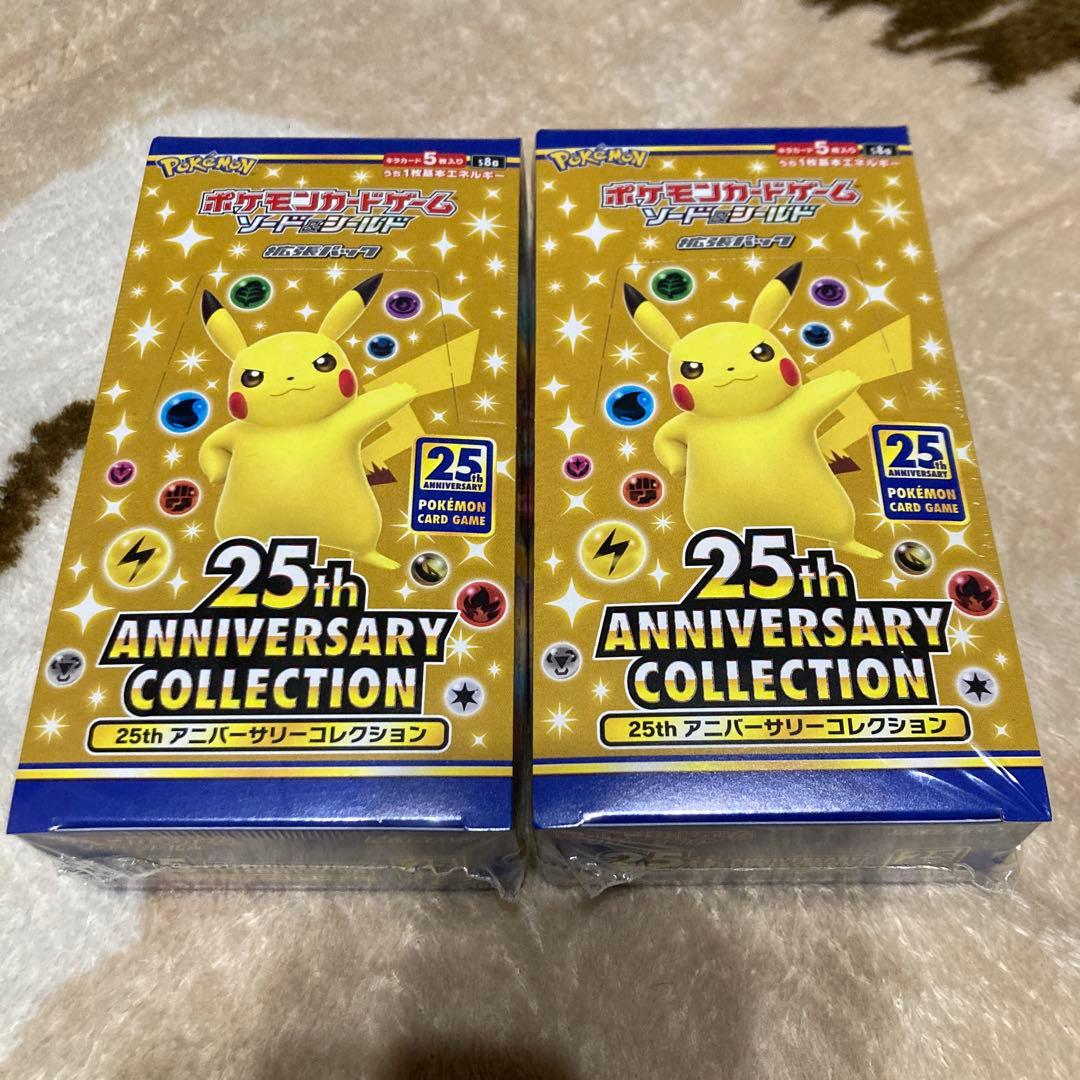 Pokémon
キラカード5枚入り
S8a
うち1枚基本エネルギー
ポケモンカードゲーム
ソード&シールド
拡張パック
25th
ANNIVERSARY
POKÉMON
CARD GAME
25th
ANNIVERSARY
COLLECTION
25th アニバーサリーコレクション
Pokémon
キラカード5枚入り
S8a
うち1枚基本エネルギー
ポケモンカードゲーム
ソード&シールド
拡張パック
25th
ANNIVERSARY
POKÉMON
CARD GAME
25th
ANNIVERSARY
COLLECTION
25th アニバーサリーコレクション